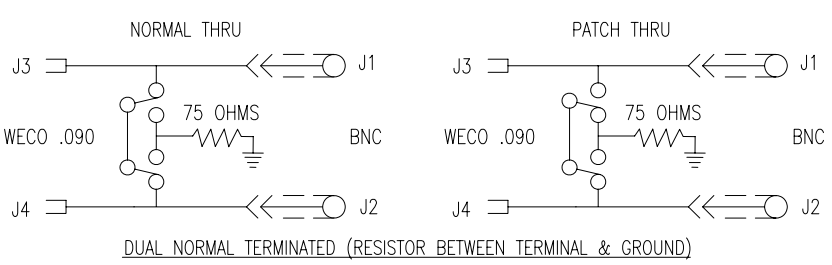 NORMAL THRU
PATCH THRU
J3
J1
J3
J1
75 OHMS
75 OHMS
WECO .090
BNC
WECO .090
BNC
J4
J2
J4
J2
DUAL NORMAL TERMINATED (RESISTOR BETWEEN TERMINAL & GROUND)